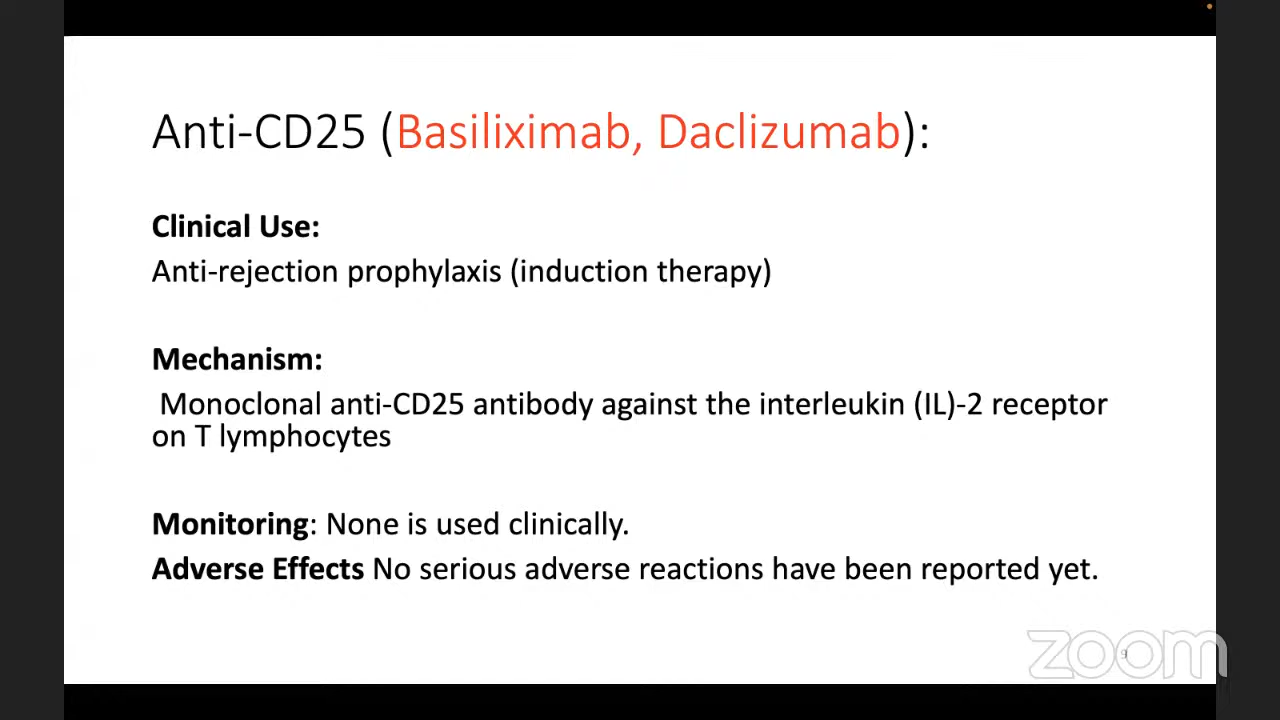 Anti-CD25 (Basiliximab, Daclizumab):
Clinical Use:
Anti-rejection prophylaxis (induction therapy)
Mechanism:
Monoclonal anti-CD25 antibody against the interleukin (IL)-2 receptor
on T lymphocytes
Monitoring: None is used clinically.
Adverse Effects No serious adverse reactions have been reported yet.
zoom
9